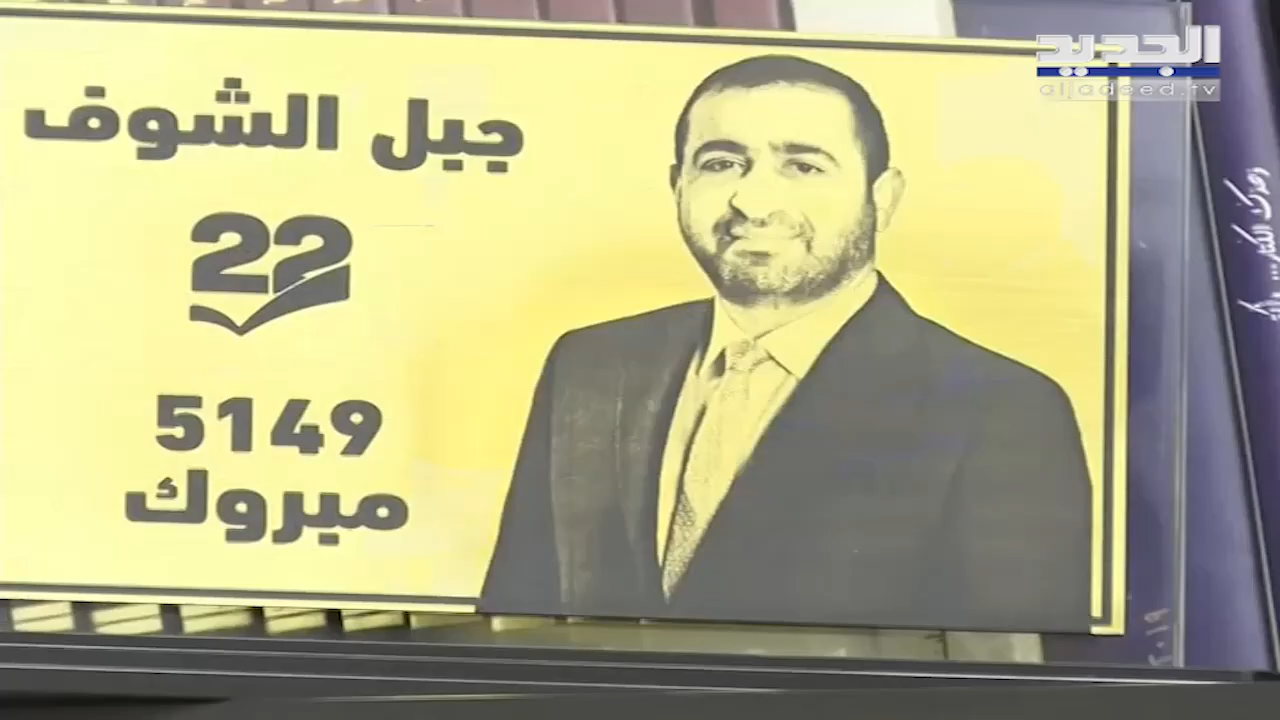 الجديد
aljadeed.tv
جبل الشوف
22
5149
مبروك